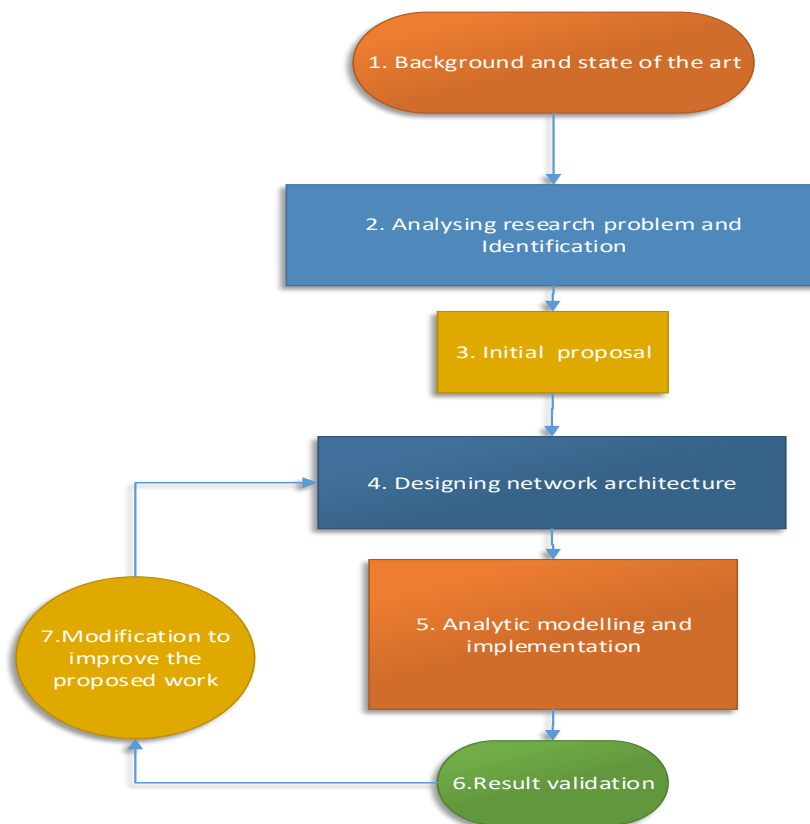 1. Background and state of the art
2. Analysing research problem and
Identification
3. Initial  proposal
4. Designing network architecture
5. Analytic modelling and
implementation
7.Modification to
improve the
proposed work
6.Result validation